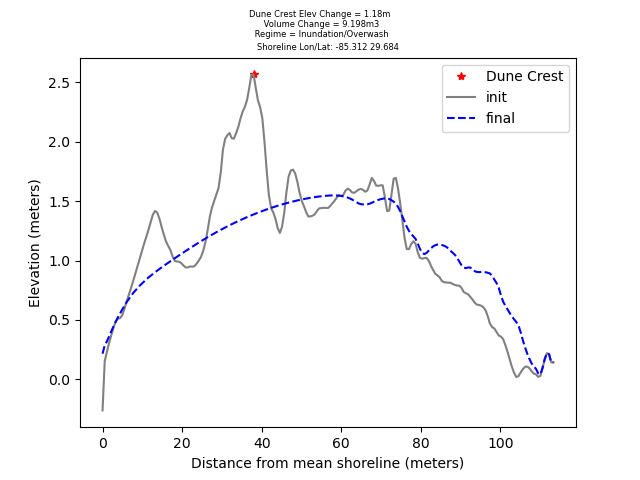 Dune Crest Elev Change = 1.18m
Volume Change = 9.198m3
Regime = Inundation/Overwash
Shoreline Lon/Lat: -85.312 29.684
Dune Crest
init
final
2.5
2.0
1.5
1.0
0.5
0.0
Elevation (meters)
0 20 40 60 80 100
Distance from mean shoreline (meters)